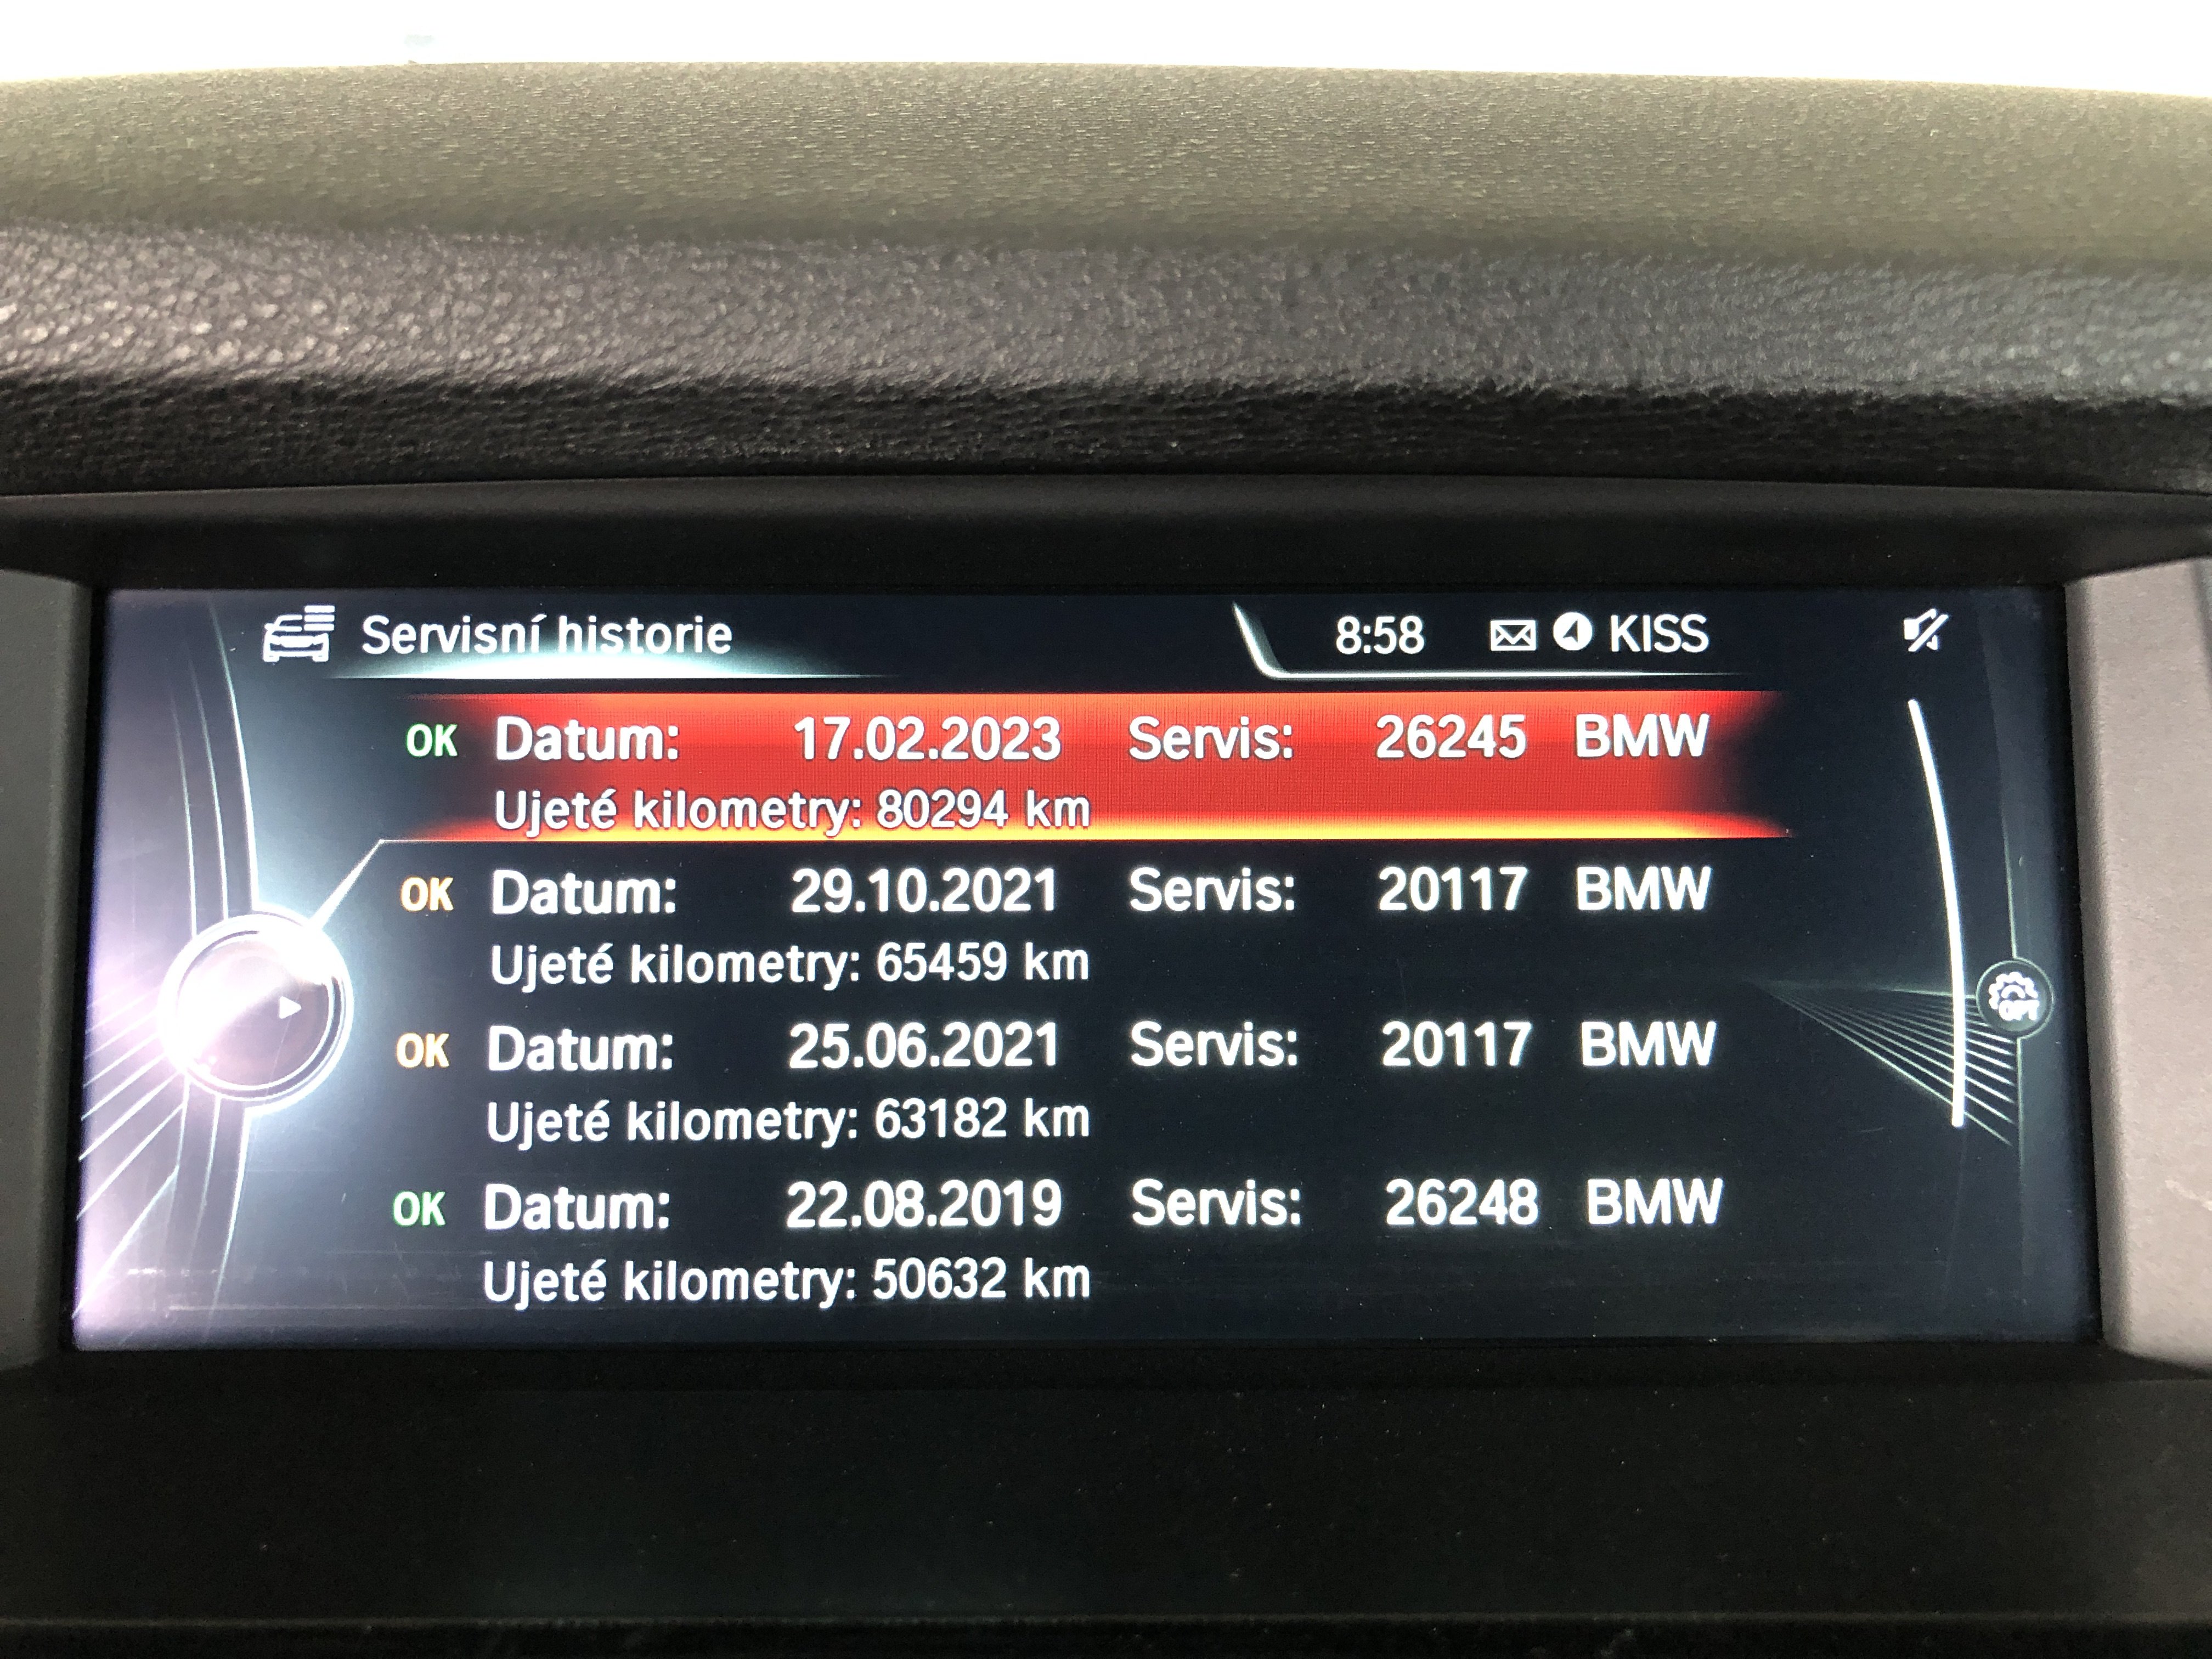 Servisní historie 8:58 KISS
OK Datum: 17.02.2023 Servis: 26245 BMW
Ujeté kilometry: 80294 km
OK Datum: 29.10.2021 Servis: 20117 BMW
Ujeté kilometry: 65459 km
OK Datum: 25.06.2021 Servis: 20117 BMW
Ujeté kilometry: 63182 km
OPT
OK Datum: 22.08.2019 Servis: 26248 BMW
Ujeté kilometry: 50632 km